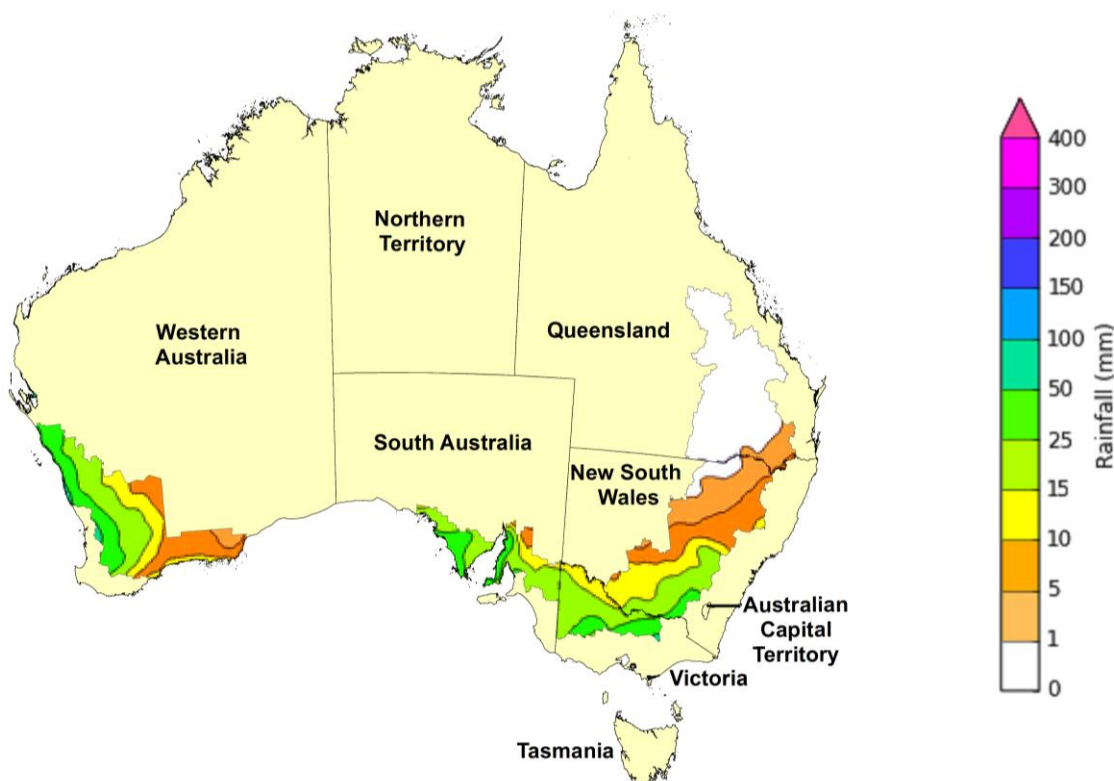 Northern
Territory
Western
Australia
Queensland
South Australia
New South
Wales
Australian
Capital
Territory
Victoria
Tasmania
400
300
200
150
100
50
25
15
10
5
1
0
Rainfall (mm)